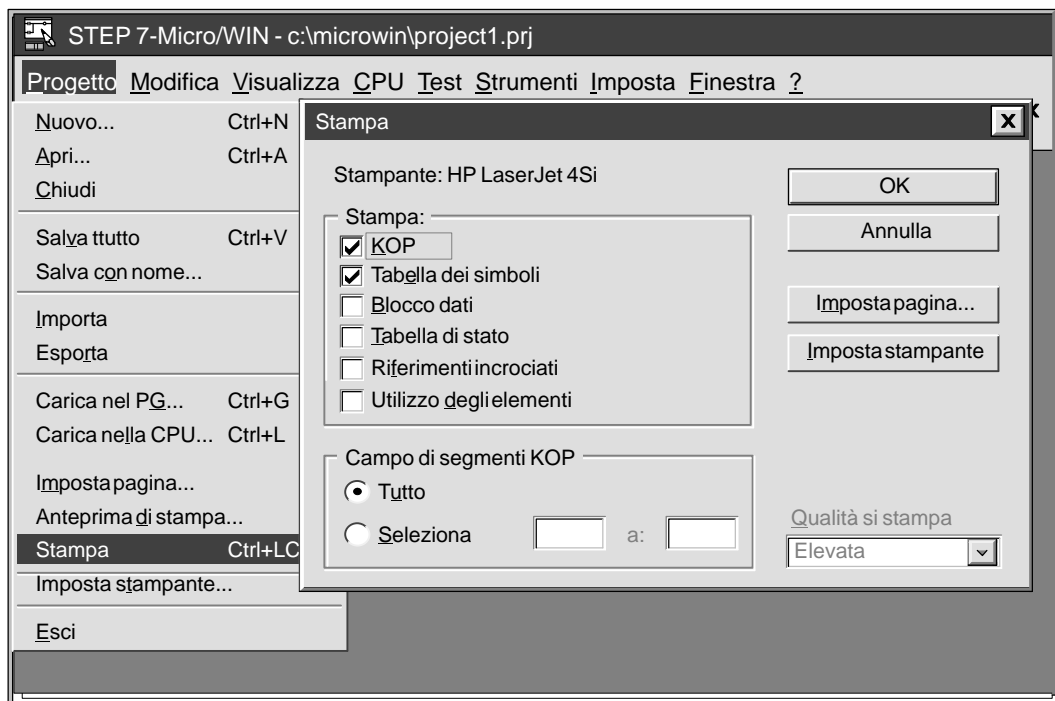 STEP 7-Micro/WIN - c:\microwin\project1.prj
Progetto Modifica Visualizza CPU Test Strumenti Imposta Finestra ?
Nuovo... Ctrl+N
Apri... Ctrl+A
Chiudi
Salva ttutto Ctrl+V
Salva con nome...
Importa
Esporta
Carica nel PG... Ctrl+G
Carica nella CPU... Ctrl+L
Imposta pagina...
Anteprima di stampa...
Stampa Ctrl+LC
Imposta stampante...
Esci
Stampa
Stampante: HP LaserJet 4Si
Stampa:
KOP
Tabella dei simboli
Blocco dati
Tabella di stato
Riferimenti incrociati
Utilizzo degli elementi
Campo di segmenti KOP
Tutto
Seleziona a:
OK
Annulla
Imposta pagina...
Imposta stampante
Qualità si stampa
Elevata